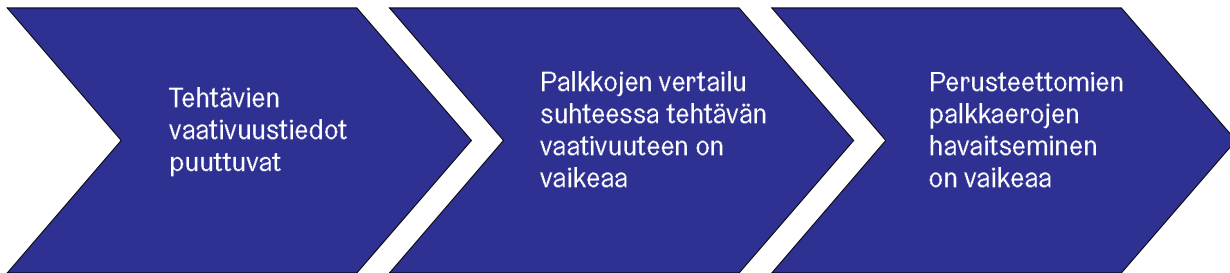 Tehtävien
vaativuustiedot
puuttuvat
Palkkojen vertailu
suhteessa tehtävän
vaativuuteen on
vaikeaa
Perusteettomien
palkkaerojen
havaitseminen
on vaikeaa